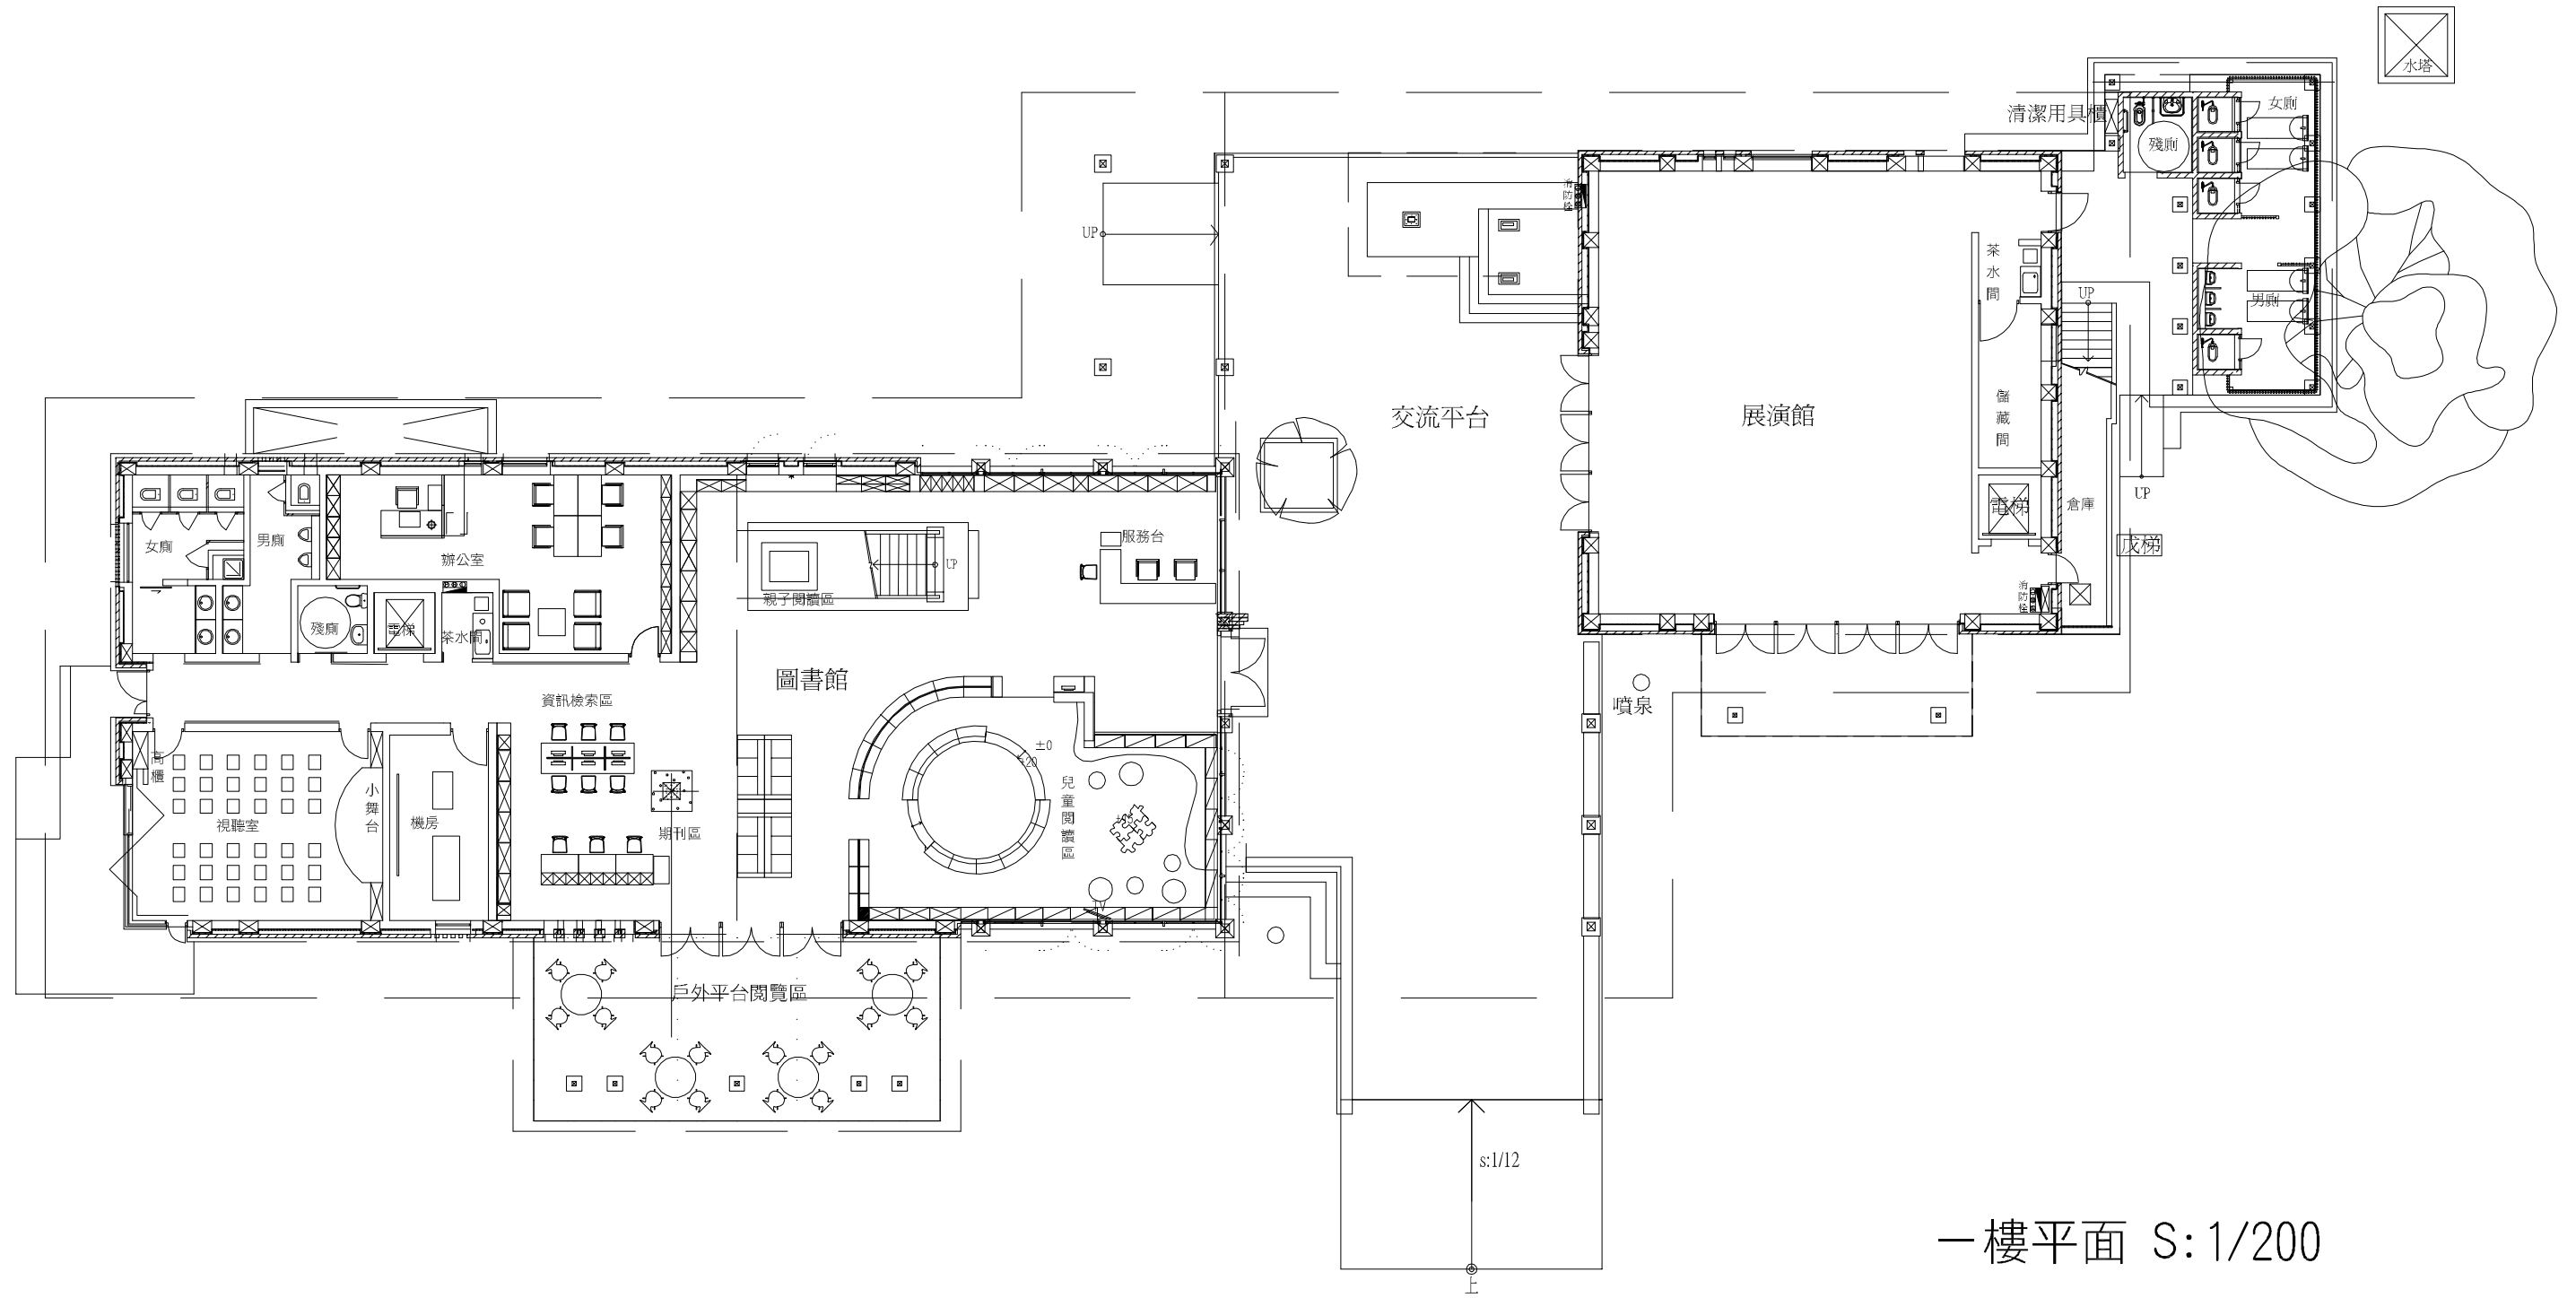 水塔
女廁
清潔用具櫃
殘廁
消防栓
UP
茶水間
UP
男廁
交流平台
展演館
儲藏間
電梯
倉庫
UP
戊梯
女廁
男廁
辦公室
服務台
UP
親子閱讀區
殘廁
電梯
茶水間
消防栓
圖書館
資訊檢索區
噴泉
高櫃
±0
+20
小舞台
兒童閱讀區
視聽室
機房
期刊區
戶外平台閱覽區
s:1/12
上
一樓平面 S:1/200